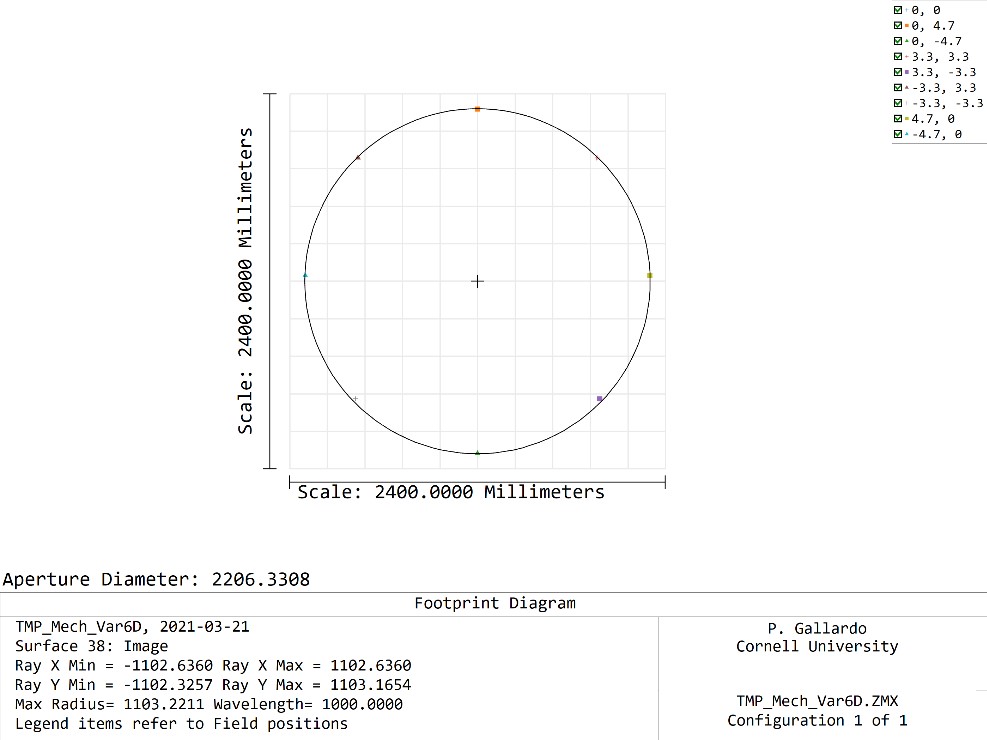 0, 0
0, 4.7
0, -4.7
3.3, 3.3
3.3, -3.3
-3.3, 3.3
-3.3, -3.3
4.7, 0
-4.7, 0
Scale: 2400.0000 Millimeters
Scale: 2400.0000 Millimeters
Aperture Diameter: 2206.3308
Footprint Diagram
TMP_Mech_Var6D, 2021-03-21
Surface 38: Image
Ray X Min = -1102.6360 Ray X Max = 1102.6360
Ray Y Min = -1102.3257 Ray Y Max = 1103.1654
Max Radius= 1103.2211 Wavelength= 1000.0000
Legend items refer to Field positions
P. Gallardo
Cornell University
TMP_Mech_Var6D.ZMX
Configuration 1 of 1